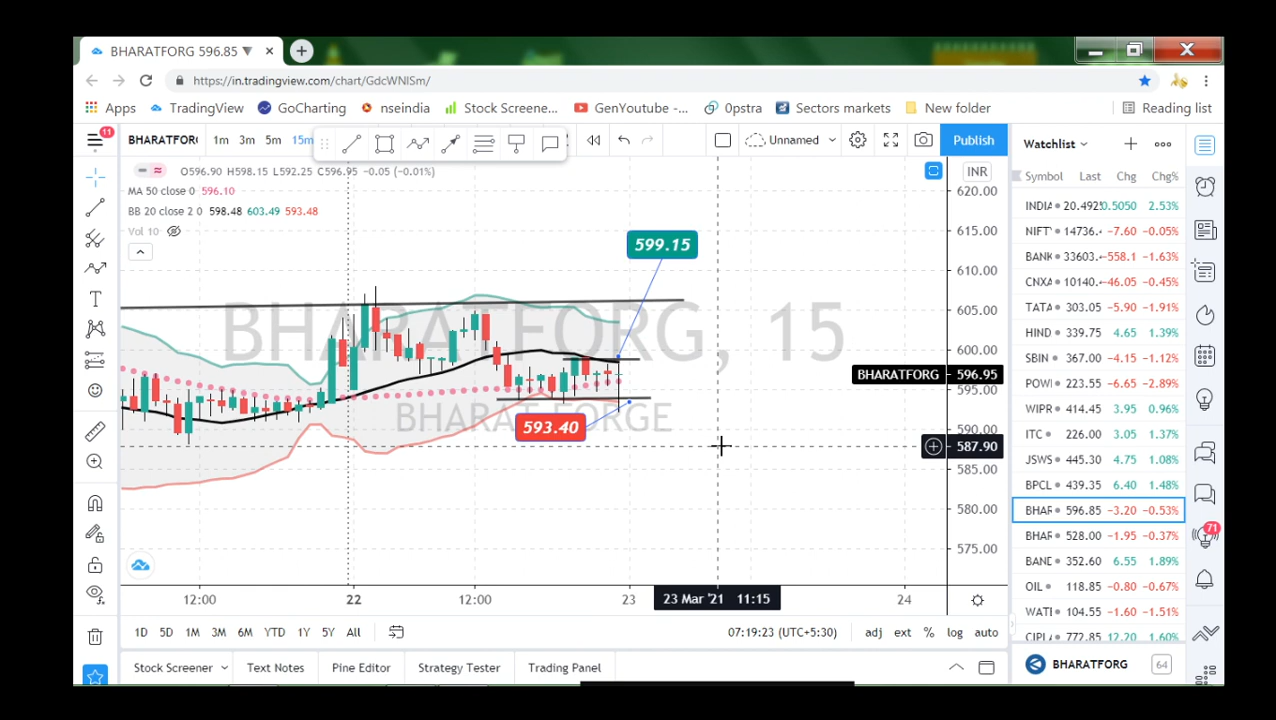 BHARATFORG 596.85 ▼
https://in.tradingview.com/chart/GdcWNISm/
Apps TradingView GoCharting nseindia Stock Screene... GenYoutube -... 0pstra Sectors markets New folder Reading list
11
BHARATFOR 1m 3m 5m 15m Unnamed Publish
Watchlist
O596.90 H598.15 L592.25 C596.95 −0.05 (−0.01%)
MA 50 close 0 596.10
BB 20 close 2 0 598.48 603.49 593.48
Vol 10
INR
620.00
615.00
610.00
605.00
600.00
595.00
590.00
585.00
580.00
575.00
599.15
593.40
BHARATFORG, 15
BHARAT FORGE
BHARATFORG 596.95
587.90
12:00 22 12:00 23 23 Mar '21 11:15 24
1D 5D 1M 3M 6M YTD 1Y 5Y All
07:19:23 (UTC+5:30) adj ext % log auto
Stock Screener Text Notes Pine Editor Strategy Tester Trading Panel
Symbol Last Chg Chg%
INDIA 0.5050 2.53%
NIFT 14736. −7.60 −0.05%
BANK 33603. −558.1 −1.63%
CNXA 10140. −46.05 −0.45%
TATA 303.05 −5.90 −1.91%
HIND 339.75 4.65 1.39%
SBIN 367.00 −4.15 −1.12%
POWI 223.55 −6.65 −2.89%
WIPR 414.45 3.95 0.96%
ITC 226.00 3.05 1.37%
JSWS 445.30 4.75 1.08%
BPCL 439.35 6.40 1.48%
BHAR 596.85 −3.20 −0.53%
BHAR 528.00 −1.95 −0.37%
BAND 352.60 6.55 1.89%
OIL 118.85 −0.80 −0.67%
WATI 104.55 −1.60 −1.51%
CIPL 772.85 12.20 1.60%
BHARATFORG 64
71